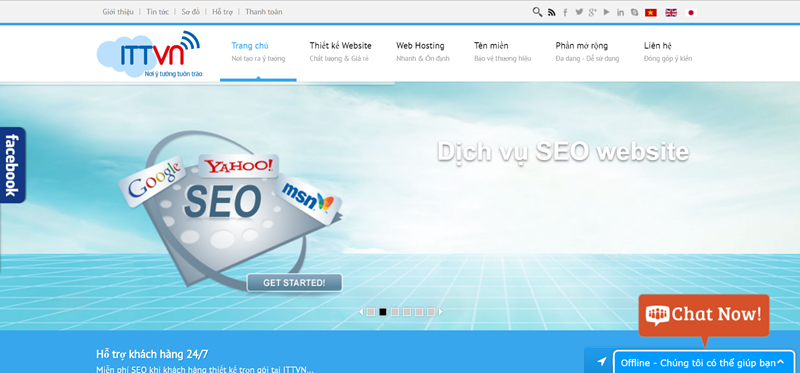 Giới thiệu | Tin tức | Sơ đồ | Hỗ trợ | Thanh toán
ITTVN
Nơi ý tưởng tuôn trào
Trang chủ
Nơi tạo ra ý tưởng
Thiết kế Website
Chất lượng & Giá rẻ
Web Hosting
Nhanh & Ổn định
Tên miền
Bảo vệ thương hiệu
Phần mở rộng
Đa dạng - Dễ sử dụng
Liên hệ
Đóng góp ý kiến
facebook
Dịch vụ SEO website
Google
YAHOO!
SEO
msn
GET STARTED!
Chat Now!
Hỗ trợ khách hàng 24/7
Miễn phí SEO khi khách hàng thiết kế trọn gói tại ITTVN...
Offline - Chúng tôi có thể giúp bạn